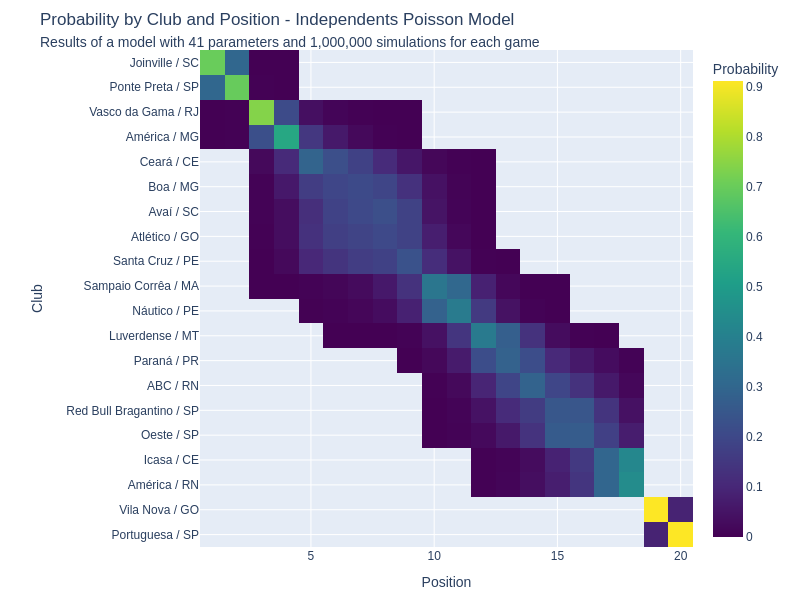 Probability by Club and Position - Independents Poisson Model
Results of a model with 41 parameters and 1,000,000 simulations for each game
Probability
Joinville / SC
Ponte Preta / SP
Vasco da Gama / RJ
América / MG
Ceará / CE
Boa / MG
Avaí / SC
Atlético / GO
Santa Cruz / PE
Sampaio Corrêa / MA
Náutico / PE
Luverdense / MT
Paraná / PR
ABC / RN
Red Bull Bragantino / SP
Oeste / SP
Icasa / CE
América / RN
Vila Nova / GO
Portuguesa / SP
Club
5
10
15
20
Position
0.9
0.8
0.7
0.6
0.5
0.4
0.3
0.2
0.1
0